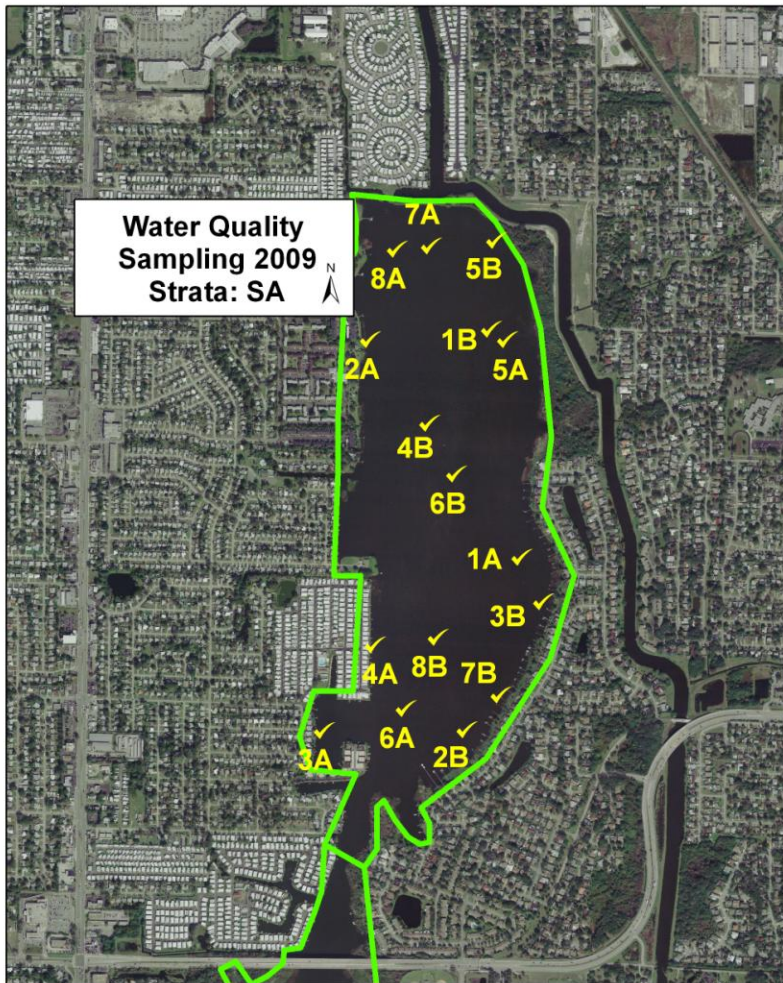 Water Quality
Sampling 2009
Strata: SA
N
7A
8A
5B
1B
2A
5A
4B
6B
1A
3B
4A
8B
7B
6A
2B
3A